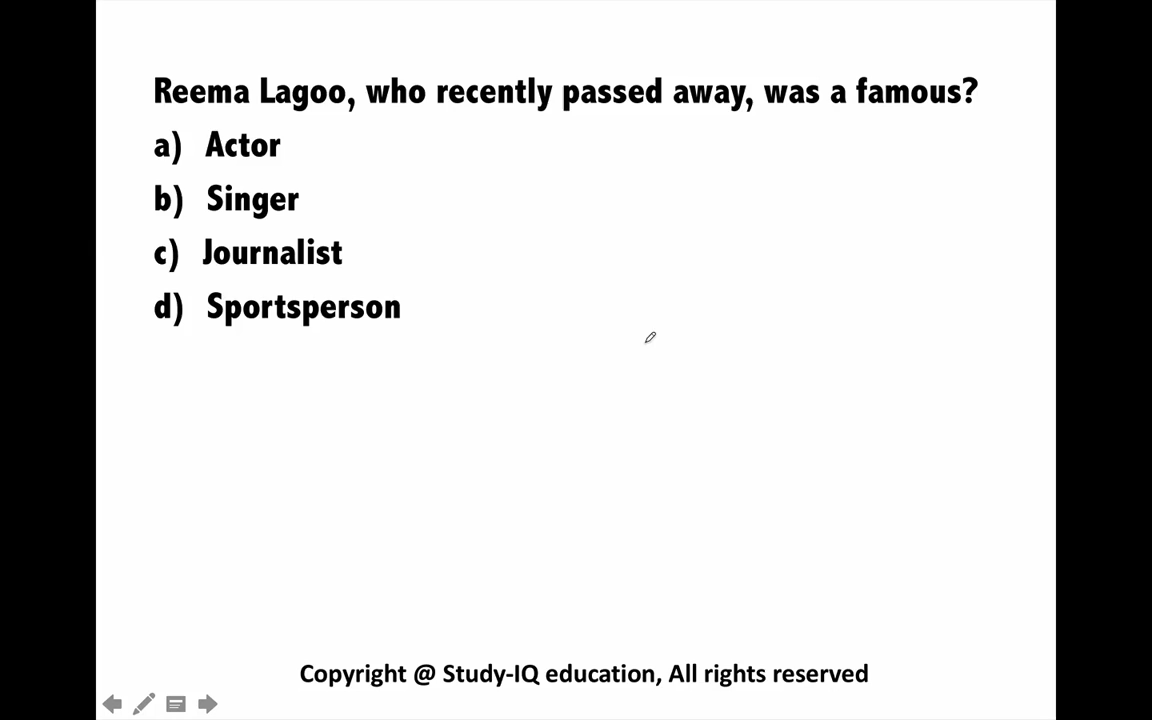 Reema Lagoo, who recently passed away, was a famous?
a) Actor
b) Singer
c) Journalist
d) Sportsperson
Copyright @ Study-IQ education, All rights reserved